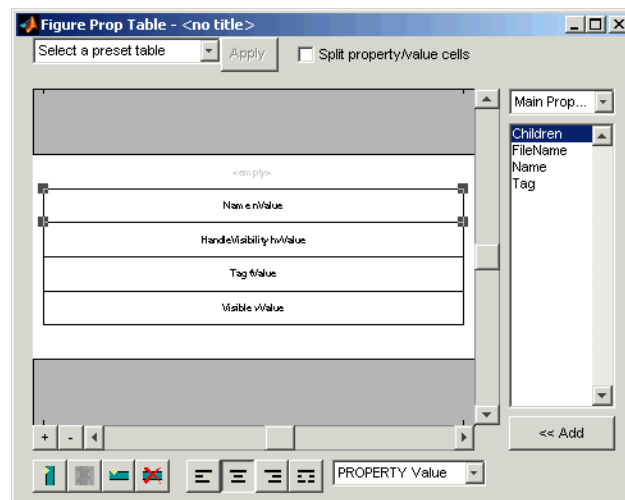 Figure Prop Table - <no title>
Select a preset table
Apply
Split property/value cells
Main Prop...
Children
FileName
Name
Tag
<empty>
Name nValue
HandleVisibility hvValue
Tag tValue
Visible vValue
+ -
<< Add
PROPERTY Value